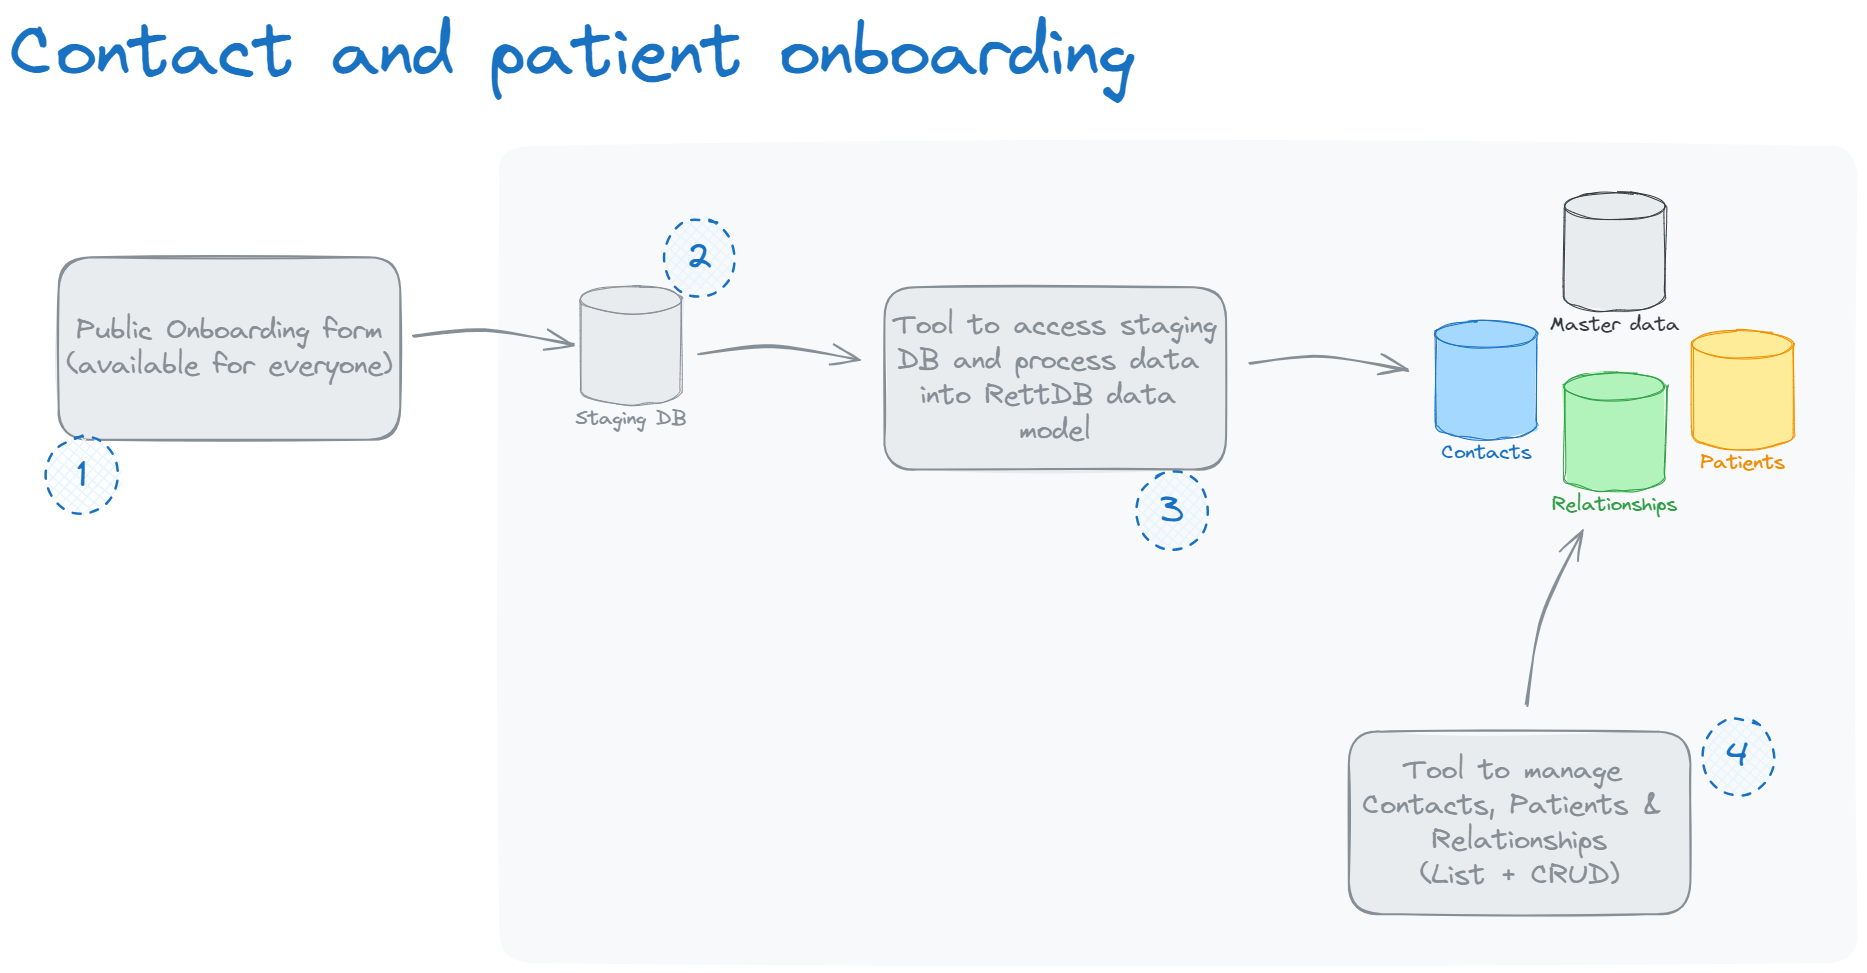 Contact and patient onboarding
Public Onboarding form
(available for everyone)
1
2
Staging DB
Tool to access staging
DB and process data
into RettDB data
model
3
Master data
Contacts
Patients
Relationships
4
Tool to manage
Contacts, Patients &
Relationships
(List + CRUD)